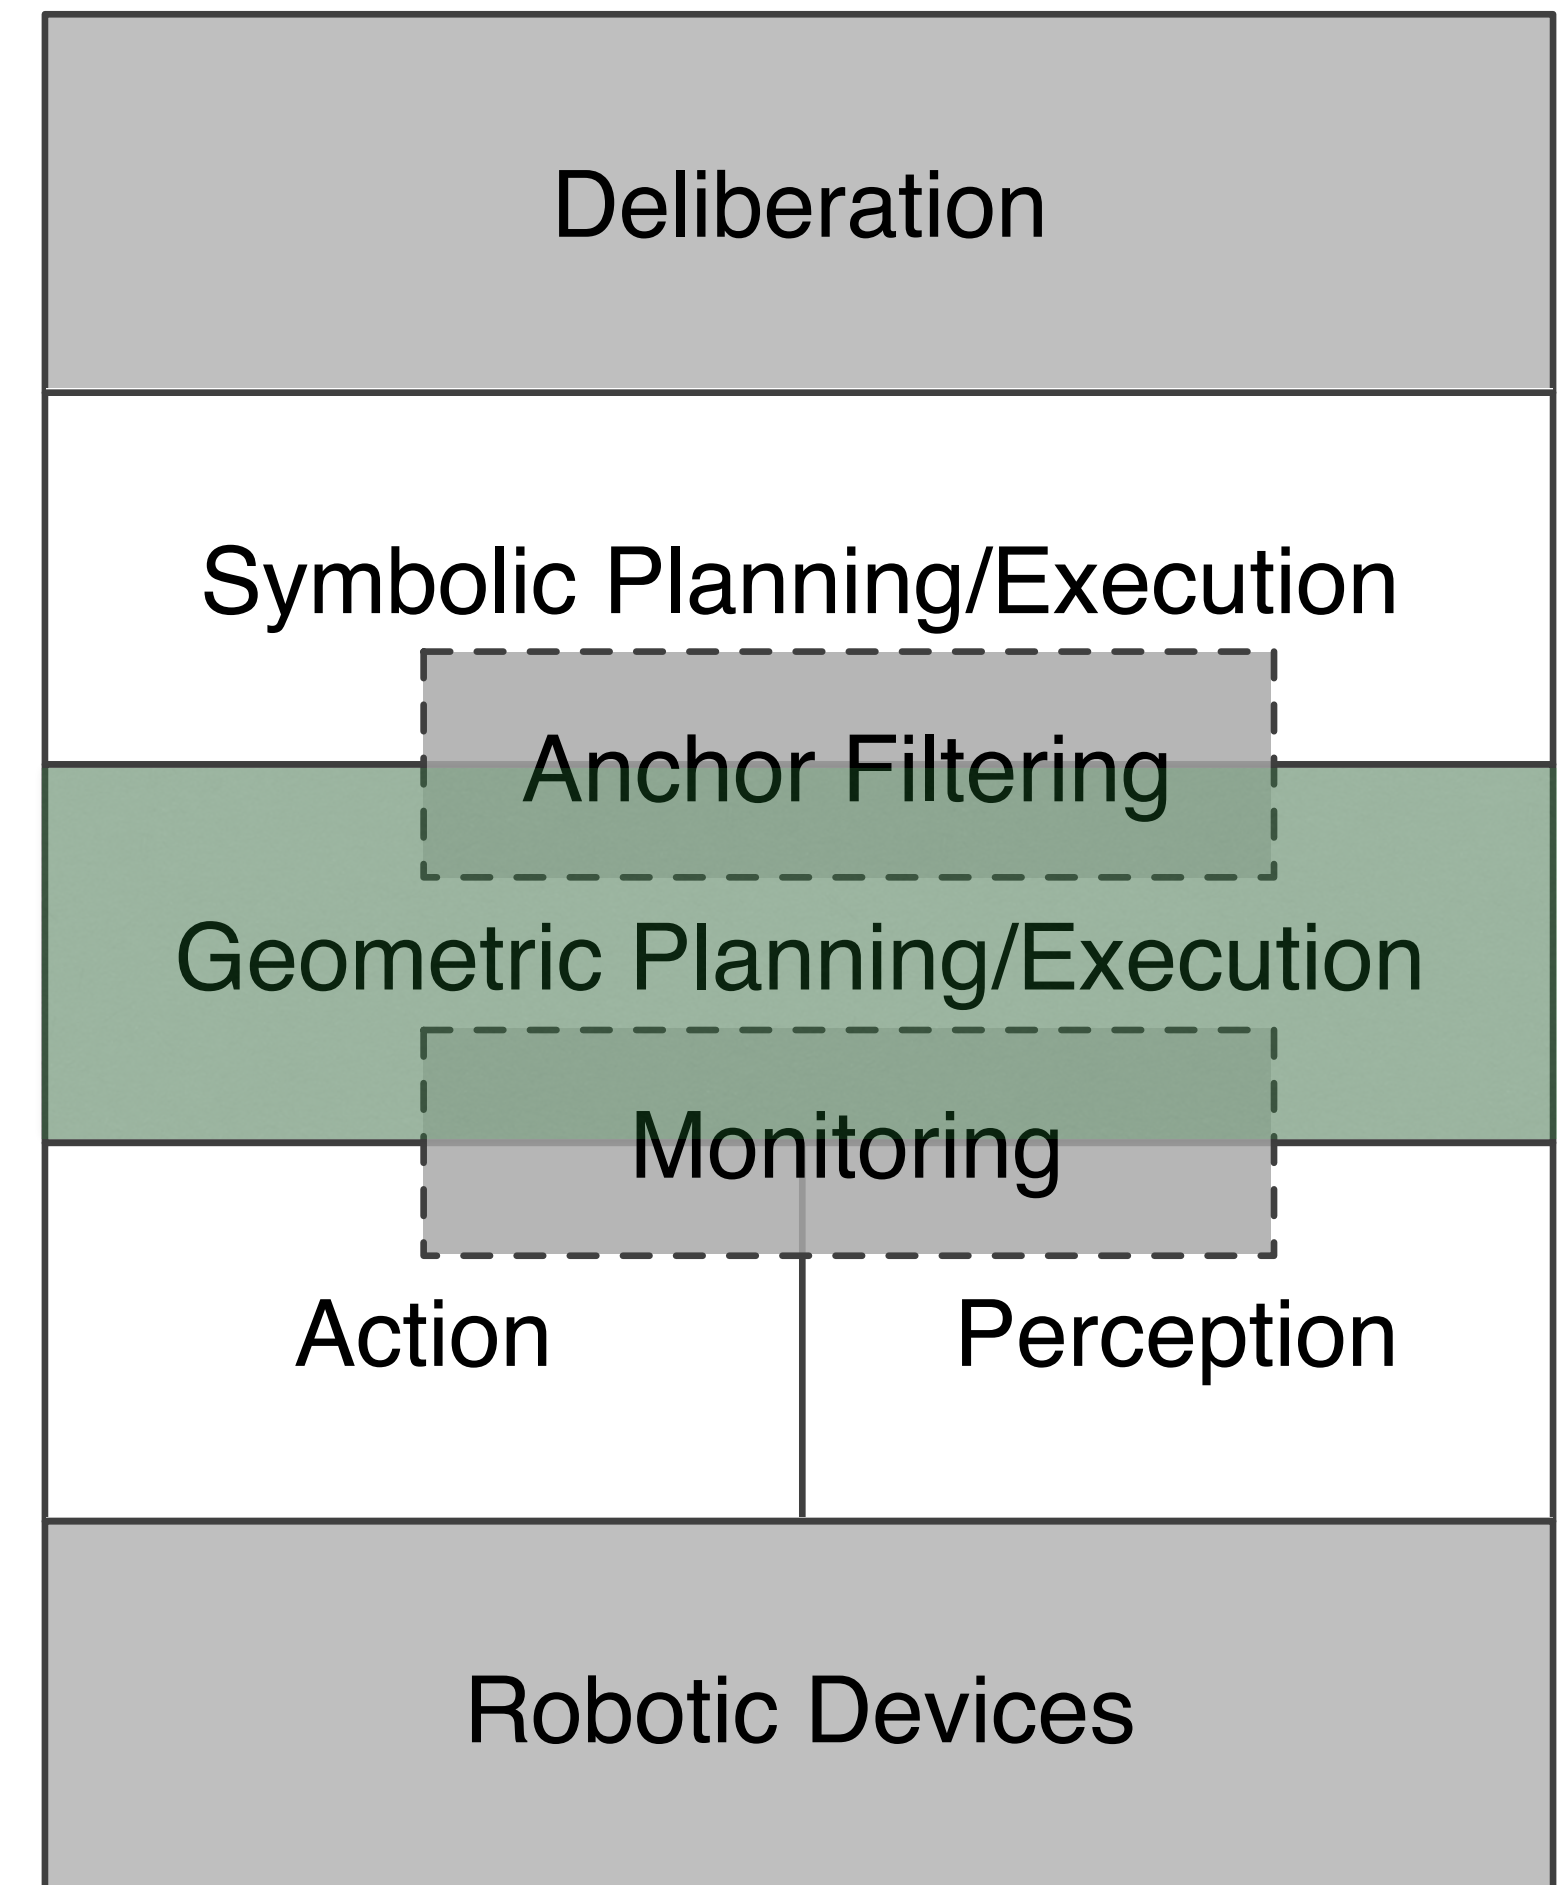 Deliberation
Symbolic Planning/Execution
Anchor Filtering
Geometric Planning/Execution
Monitoring
Action
Perception
Robotic Devices